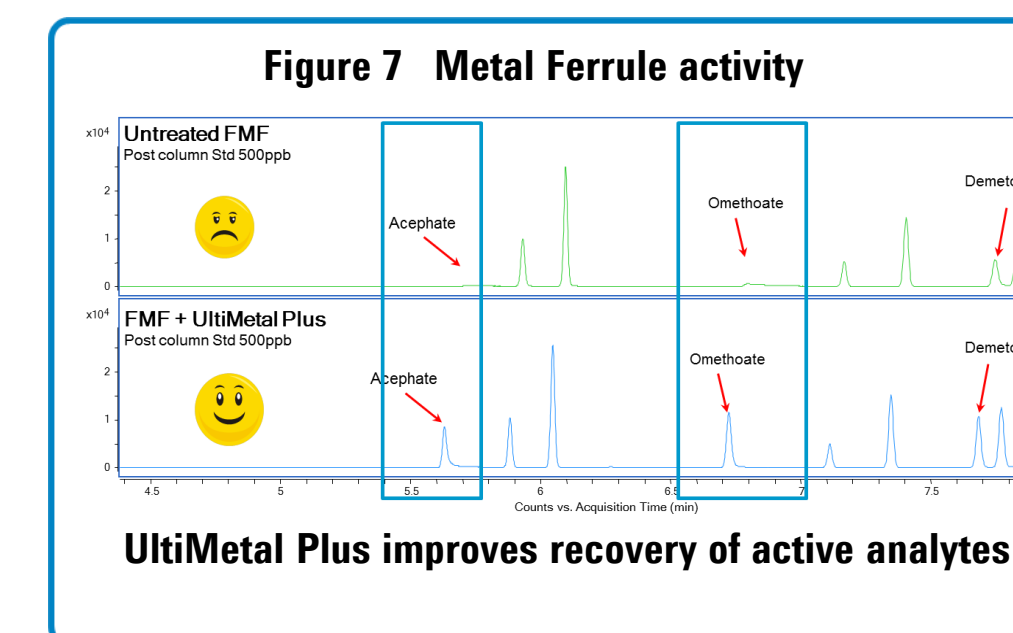 Figure 7 Metal Ferrule activity
x10⁴
Untreated FMF
Post column Std 500ppb
2
1
0
Acephate
Omethoate
x10⁴
FMF + UltiMetal Plus
Post column Std 500ppb
2
1
0
Acephate
Omethoate
4.5 5 5.5 6 6.5 7 7.5
Counts vs. Acquisition Time (min)
UltiMetal Plus improves recovery of active analytes